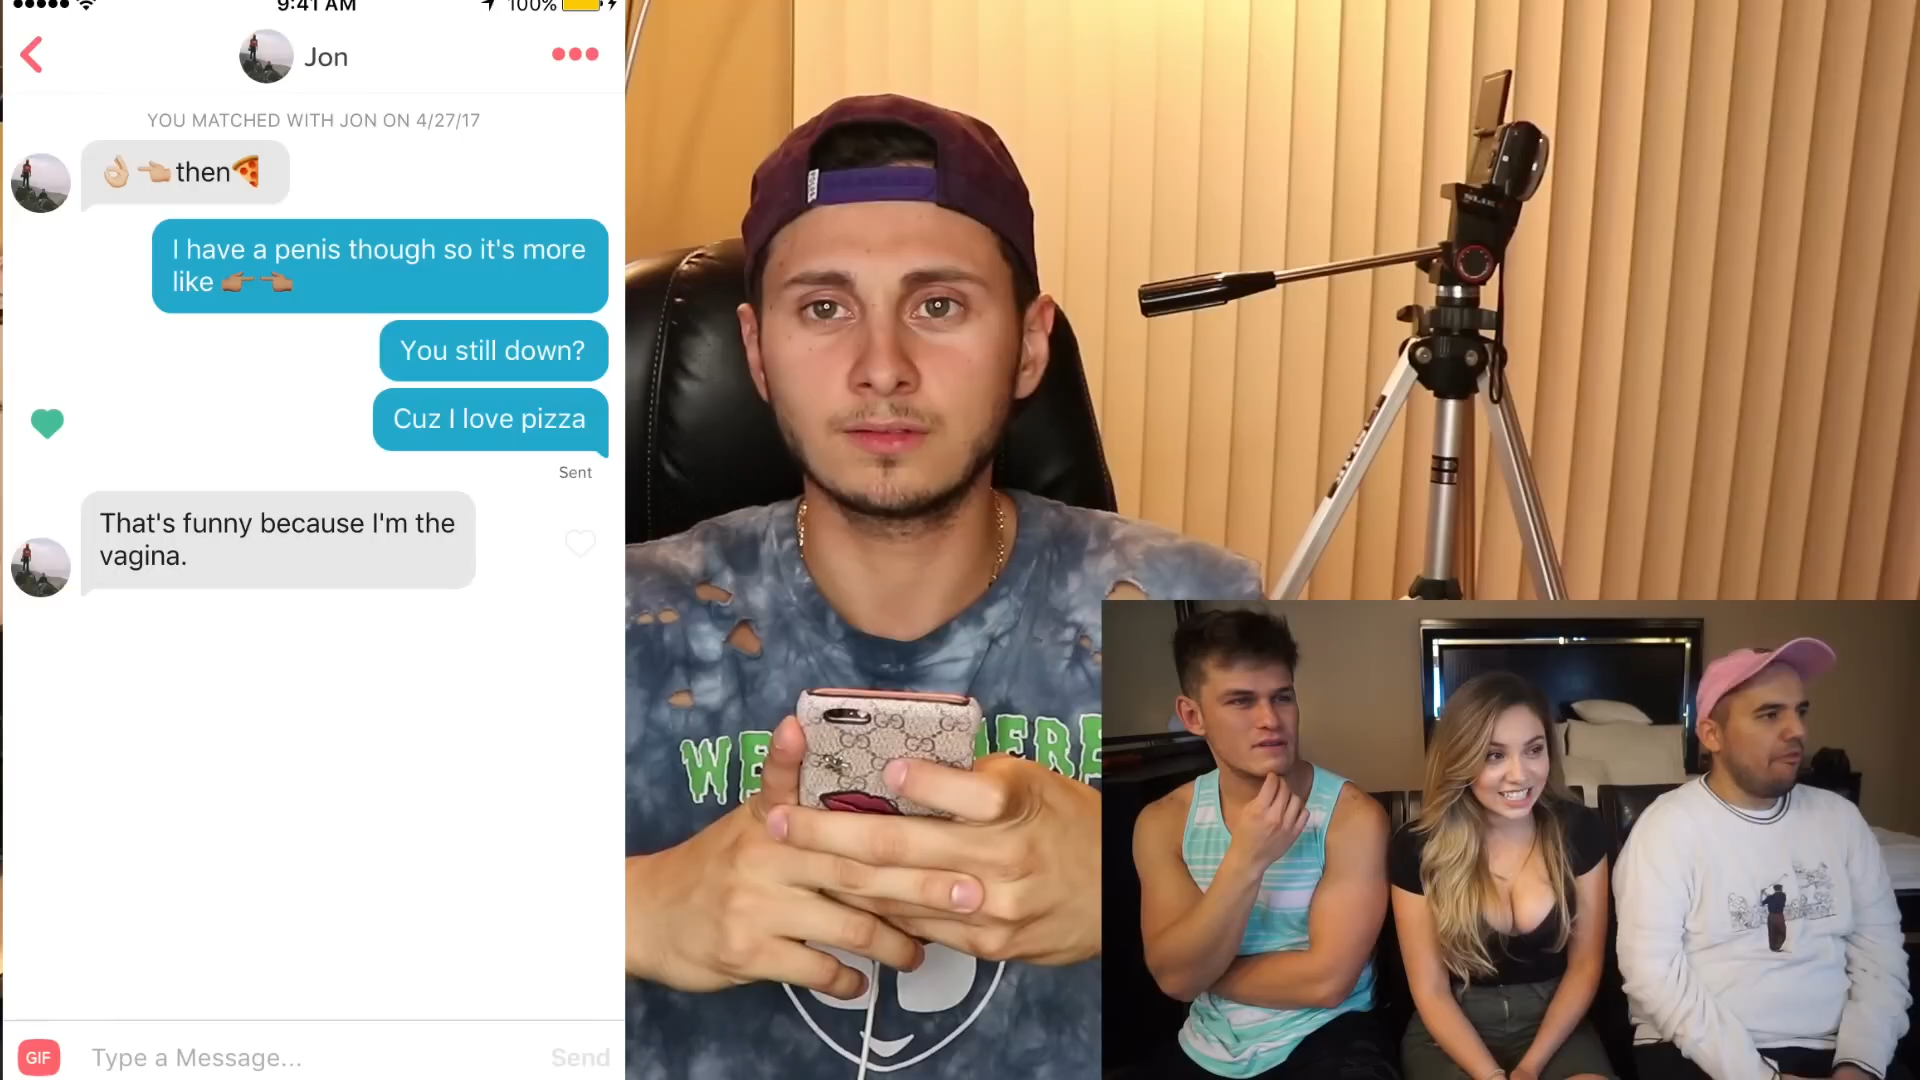 9:41 AM
100%
Jon
YOU MATCHED WITH JON ON 4/27/17
👌🏼👈🏼then🍕
I have a penis though so it's more
like 👉🏽👈🏽
You still down?
Cuz I love pizza
Sent
That's funny because I'm the
vagina.
GIF
Type a Message...
Send